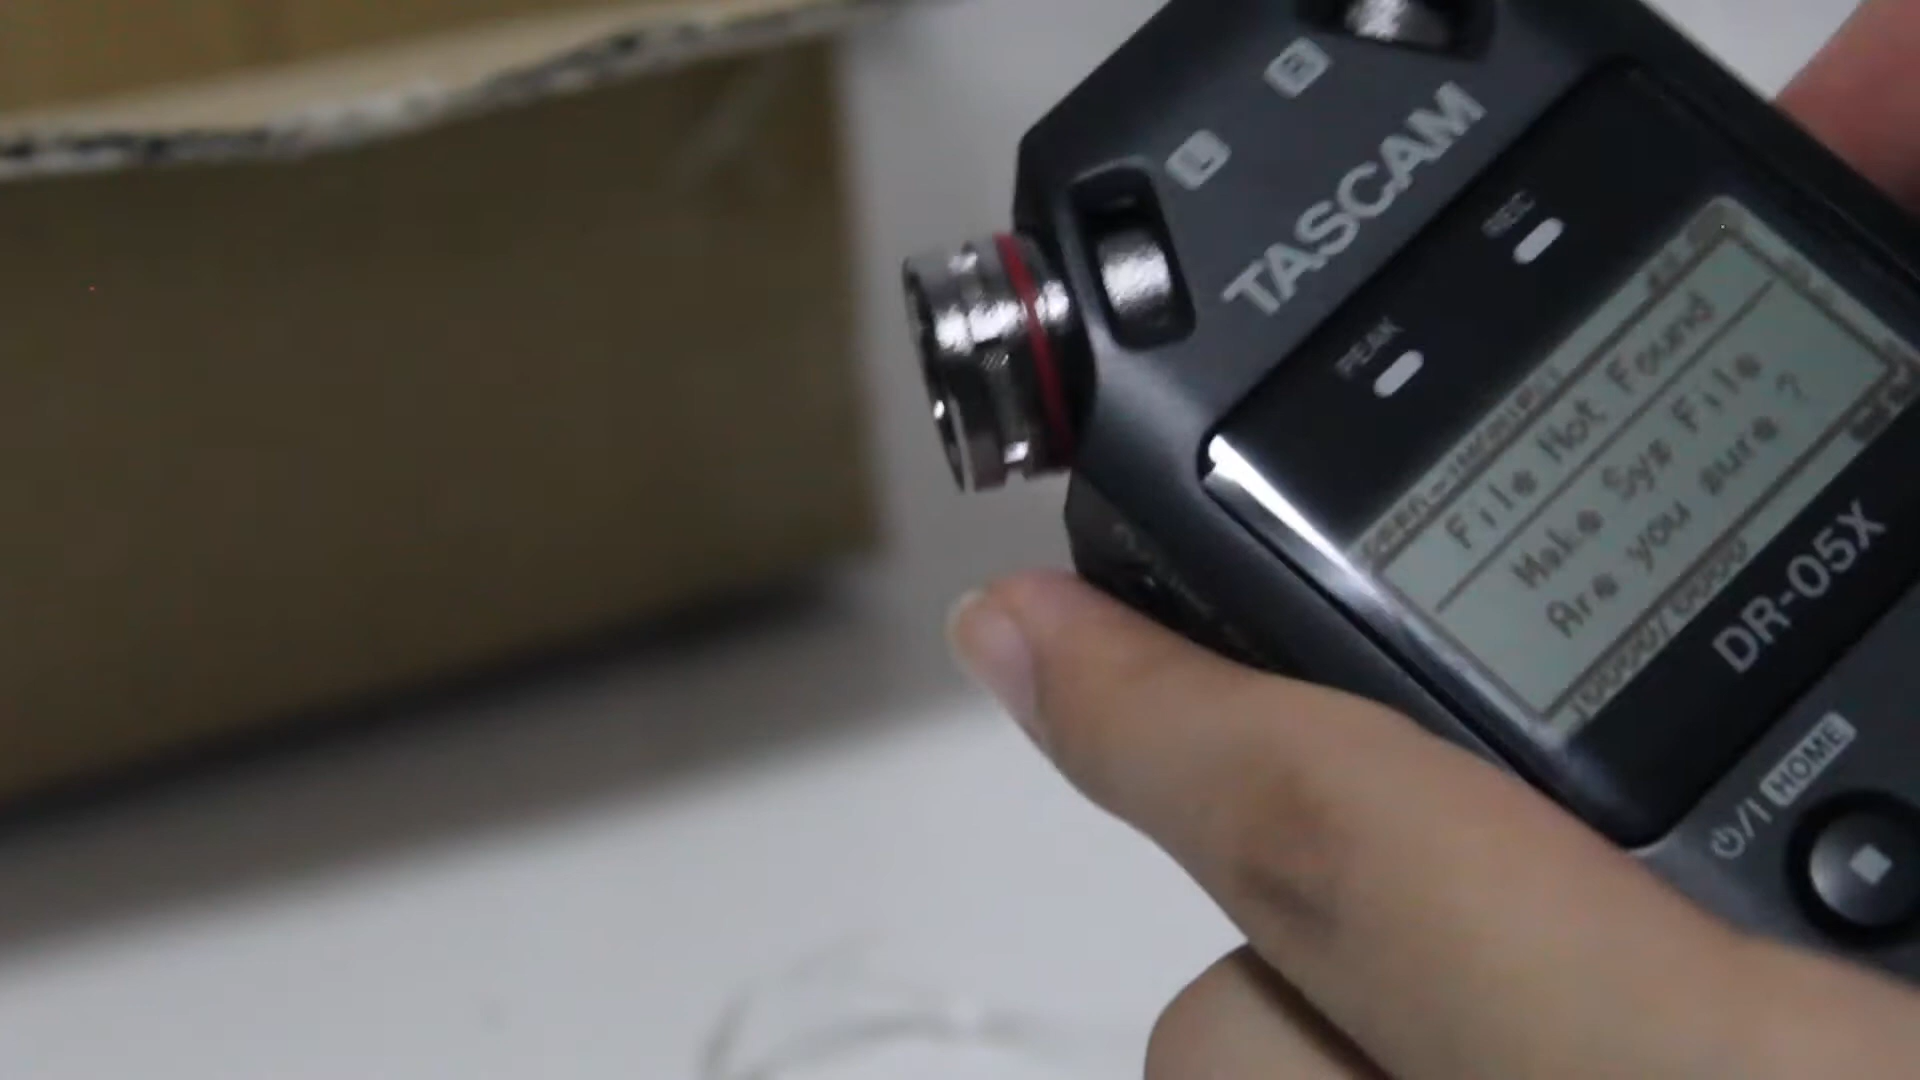 R
L
TASCAM
REC
PEAK
File Not Found
Make Sys File
Are you sure ?
DR-05X
HOME